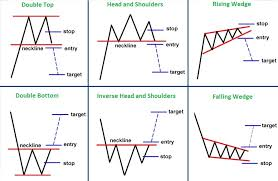 Double Top
stop
neckline
entry
target
Head and Shoulders
stop
neckline
entry
target
Rising Wedge
stop
entry
target
Double Bottom
target
neckline
entry
stop
Inverse Head and Shoulders
target
neckline
entry
stop
Falling Wedge
target
entry
stop